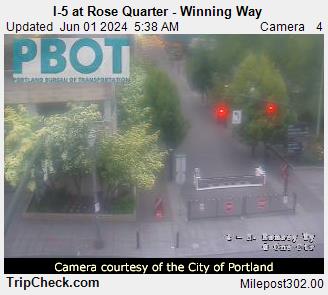 I-5 at Rose Quarter - Winning Way
Updated Jun 01 2024 5:38 AM Camera 4
PBOT
PORTLAND BUREAU OF TRANSPORTATION
Camera courtesy of the City of Portland
TripCheck.com Milepost302.00